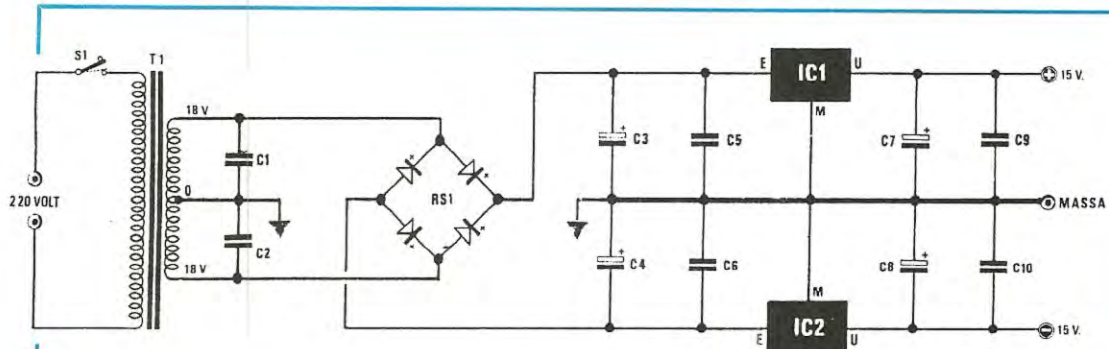 S1
T1
18 V
0
18 V
220 VOLT
C1
C2
RS1
C3
C4
C5
C6
E
IC1
U
M
M
E
IC2
U
C7
C8
C9
C10
15 V.
MASSA
15 V.